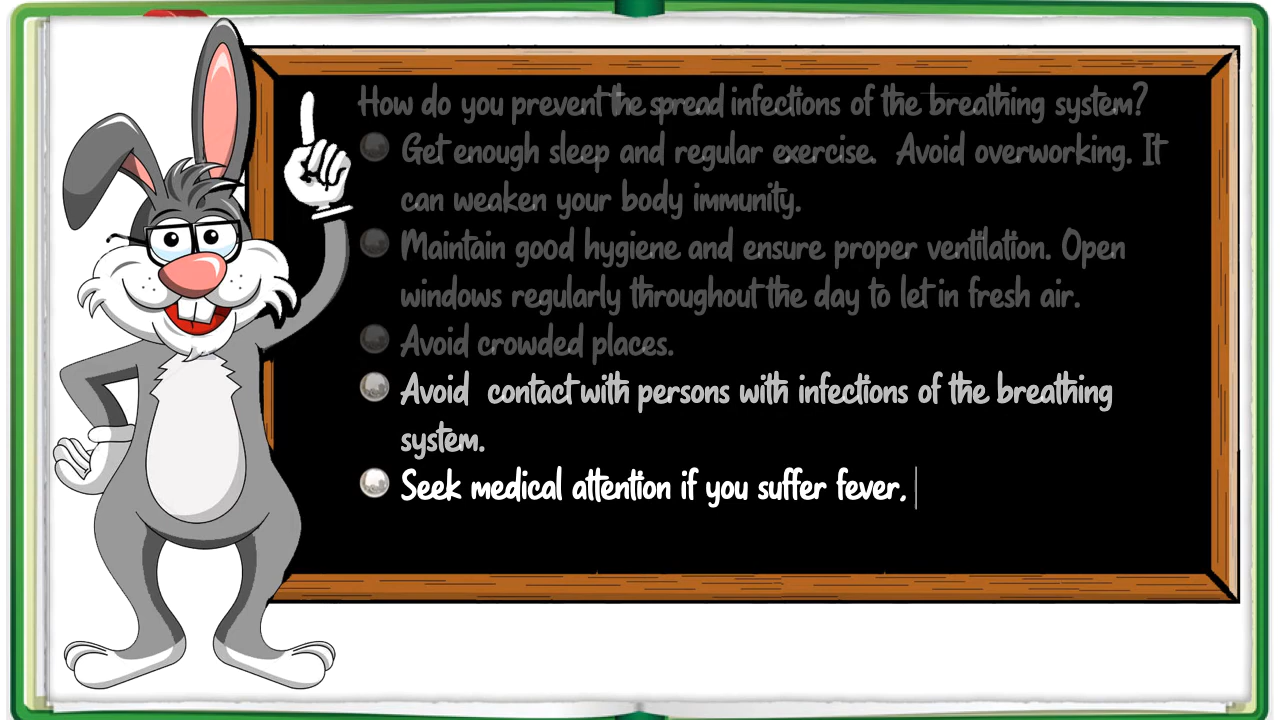 How do you prevent the spread infections of the breathing system?
Get enough sleep and regular exercise. Avoid overworking. It
can weaken your body immunity.
Maintain good hygiene and ensure proper ventilation. Open
windows regularly throughout the day to let in fresh air.
Avoid crowded places.
Avoid contact with persons with infections of the breathing
system.
Seek medical attention if you suffer fever.